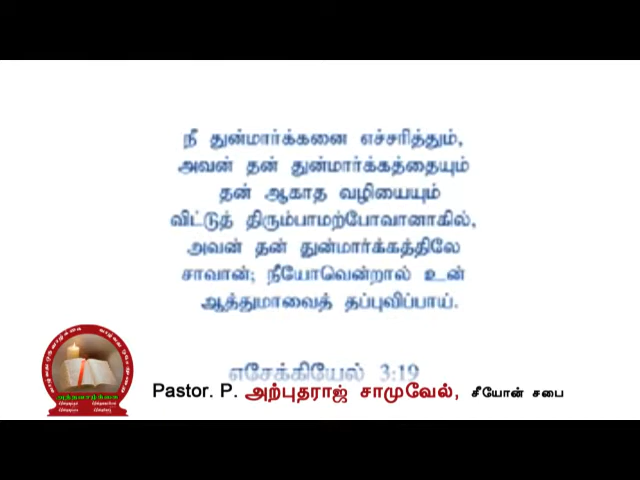 நீ துன்மார்க்கனை எச்சரித்தும்,
அவன் தன் துன்மார்க்கத்தையும்
தன் ஆகாத வழியையும்
விட்டுத் திரும்பாமற்போவானாகில்,
அவன் தன் துன்மார்க்கத்திலே
சாவான்; நீயோவென்றால் உன்
ஆத்துமாவைத் தப்புவிப்பாய்.
எசேக்கியேல் 3:19
Pastor. P. அற்புதராஜ் சாமுவேல், சீயோன் சபை